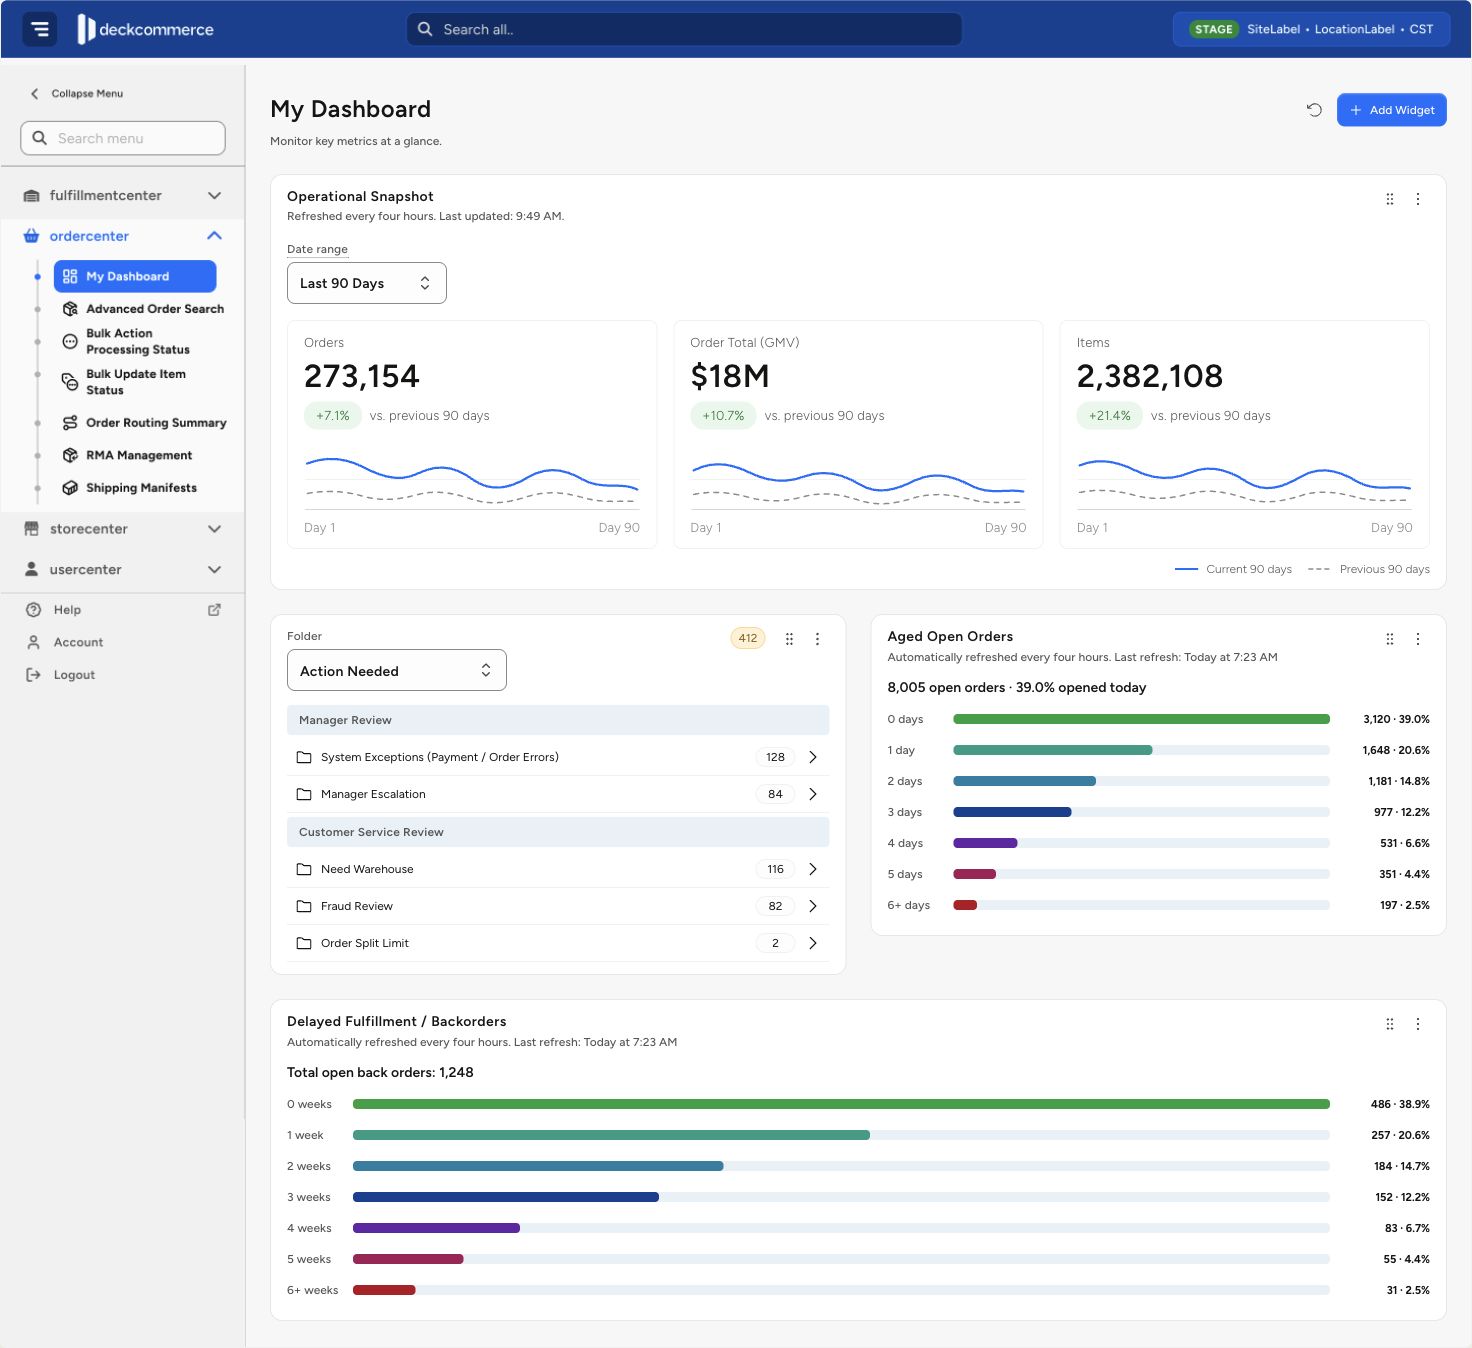 deckcommerce
Search all..
STAGE SiteLabel • LocationLabel • CST
Collapse Menu
Search menu
fulfillmentcenter
ordercenter
My Dashboard
Advanced Order Search
Bulk Action
Processing Status
Bulk Update Item
Status
Order Routing Summary
RMA Management
Shipping Manifests
storecenter
usercenter
Help
Account
Logout
My Dashboard
Monitor key metrics at a glance.
+ Add Widget
Operational Snapshot
Refreshed every four hours. Last updated: 9:49 AM.
Date range
Last 90 Days
Orders
273,154
+7.1% vs. previous 90 days
Day 1 Day 90
Order Total (GMV)
$18M
+10.7% vs. previous 90 days
Day 1 Day 90
Items
2,382,108
+21.4% vs. previous 90 days
Day 1 Day 90
Current 90 days Previous 90 days
Folder
412
Action Needed
Manager Review
System Exceptions (Payment / Order Errors) 128
Manager Escalation 84
Customer Service Review
Need Warehouse 116
Fraud Review 82
Order Split Limit 2
Aged Open Orders
Automatically refreshed every four hours. Last refresh: Today at 7:23 AM
8,005 open orders · 39.0% opened today
0 days 3,120 · 39.0%
1 day 1,648 · 20.6%
2 days 1,181 · 14.8%
3 days 977 · 12.2%
4 days 531 · 6.6%
5 days 351 · 4.4%
6+ days 197 · 2.5%
Delayed Fulfillment / Backorders
Automatically refreshed every four hours. Last refresh: Today at 7:23 AM
Total open back orders: 1,248
0 weeks 486 · 38.9%
1 week 257 · 20.6%
2 weeks 184 · 14.7%
3 weeks 152 · 12.2%
4 weeks 83 · 6.7%
5 weeks 55 · 4.4%
6+ weeks 31 · 2.5%